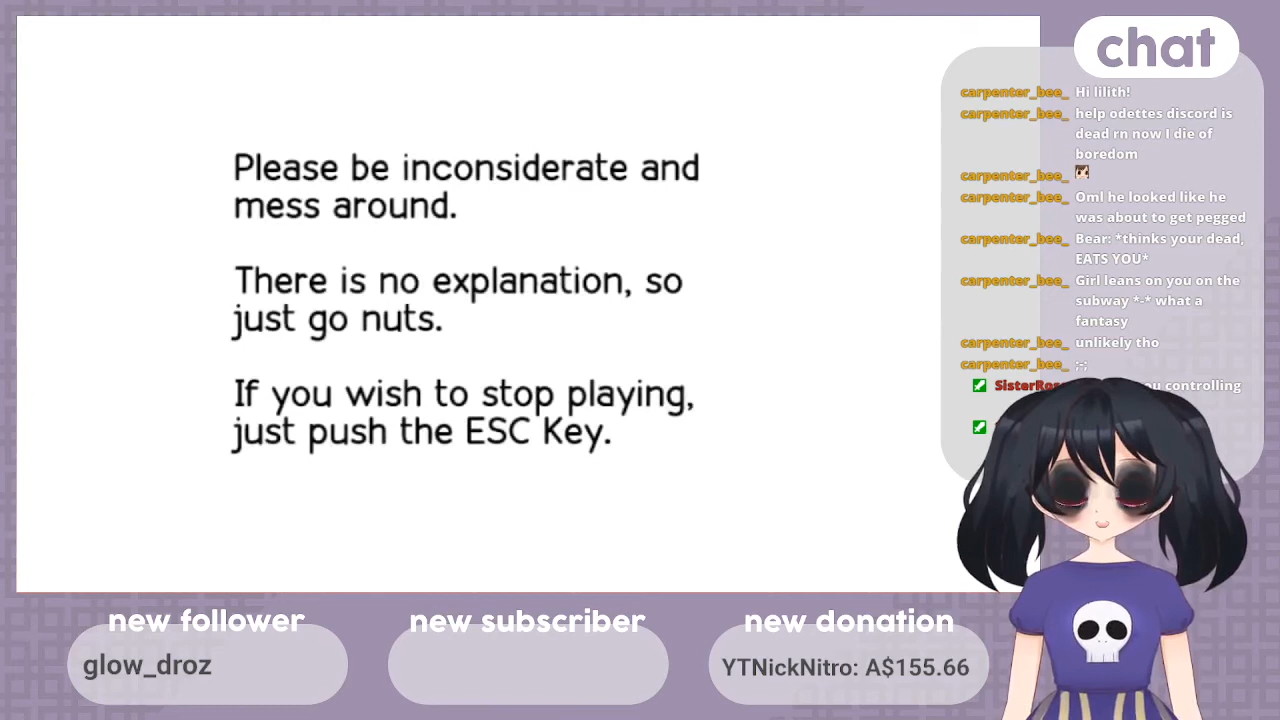 Please be inconsiderate and
mess around.
There is no explanation, so
just go nuts.
If you wish to stop playing,
just push the ESC Key.
chat
carpenter_bee_ Hi lilith!
carpenter_bee_ help odettes discord is
dead rn now I die of
boredom
carpenter_bee_
carpenter_bee_ Oml he looked like he
was about to get pegged
carpenter_bee_ Bear: *thinks your dead,
EATS YOU*
carpenter_bee_ Girl leans on you on the
subway *-* what a
fantasy
carpenter_bee_ unlikely tho
carpenter_bee_ ;-;
controlling
new follower
glow_droz
new subscriber
new donation
YTNickNitro: A$155.66